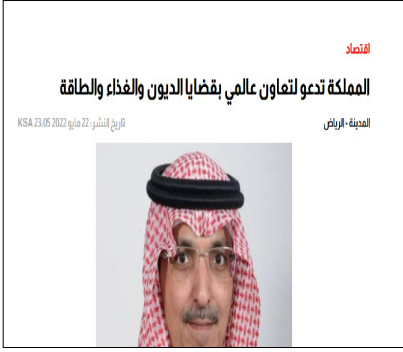 اقتصاد
المملكة تدعو لتعاون عالمي بقضايا الديون والغذاء والطاقة
المدينة - الرياض
تاريخ النشر: 22 مايو 2022 23:05 KSA